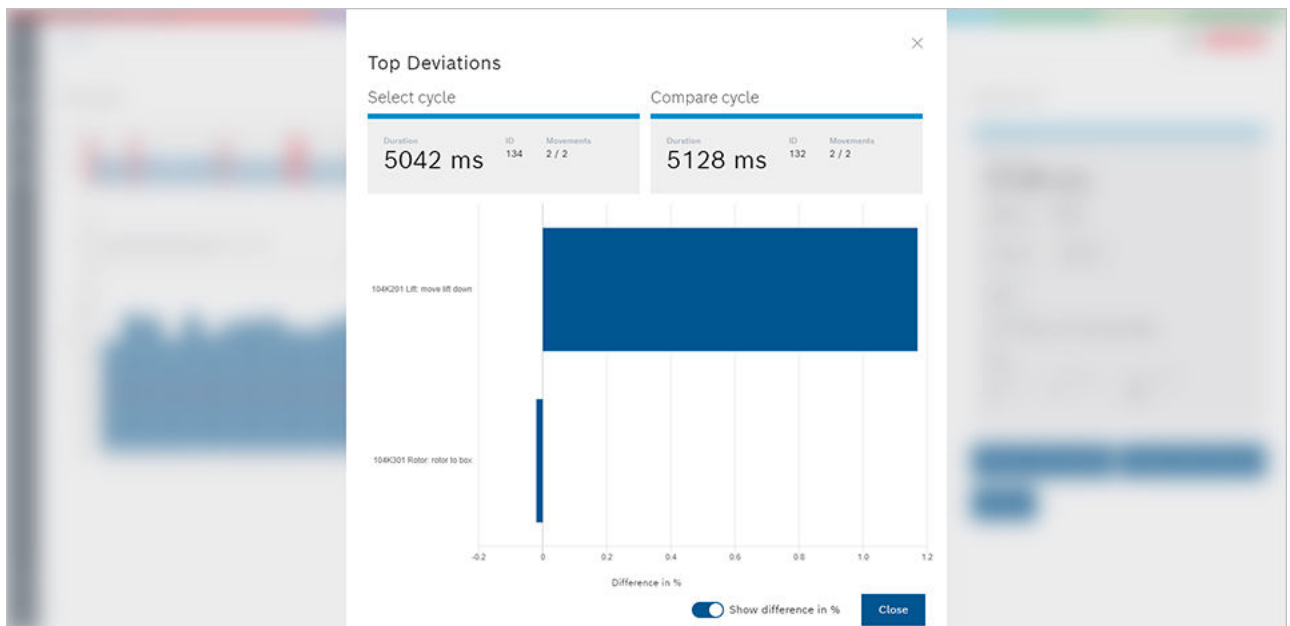 Top Deviations
Select cycle
Compare cycle
Duration ID Movements
5042 ms 134 2 / 2
Duration ID Movements
5128 ms 132 2 / 2
104K201 Lift: move lift down
104K301 Rotor: rotor to box
-0.2 0 0.2 0.4 0.6 0.8 1.0 1.2
Difference in %
Show difference in %
Close